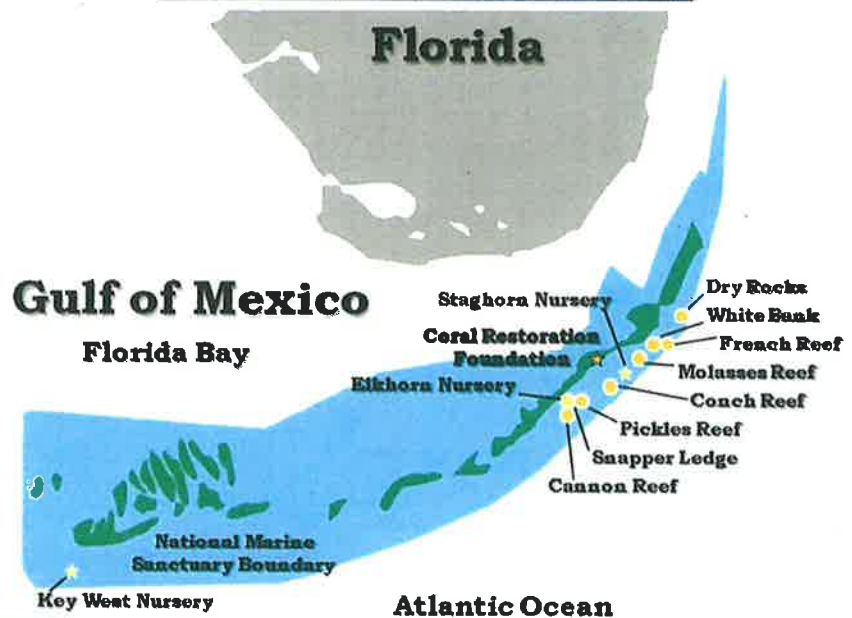 Florida
Gulf of Mexico
Florida Bay
Staghorn Nursery
Coral Restoration
Foundation
Elkhorn Nursery
Dry Rocks
White Bank
French Reef
Molasses Reef
Conch Reef
Pickles Reef
Snapper Ledge
Cannon Reef
National Marine
Sanctuary Boundary
Key West Nursery
Atlantic Ocean